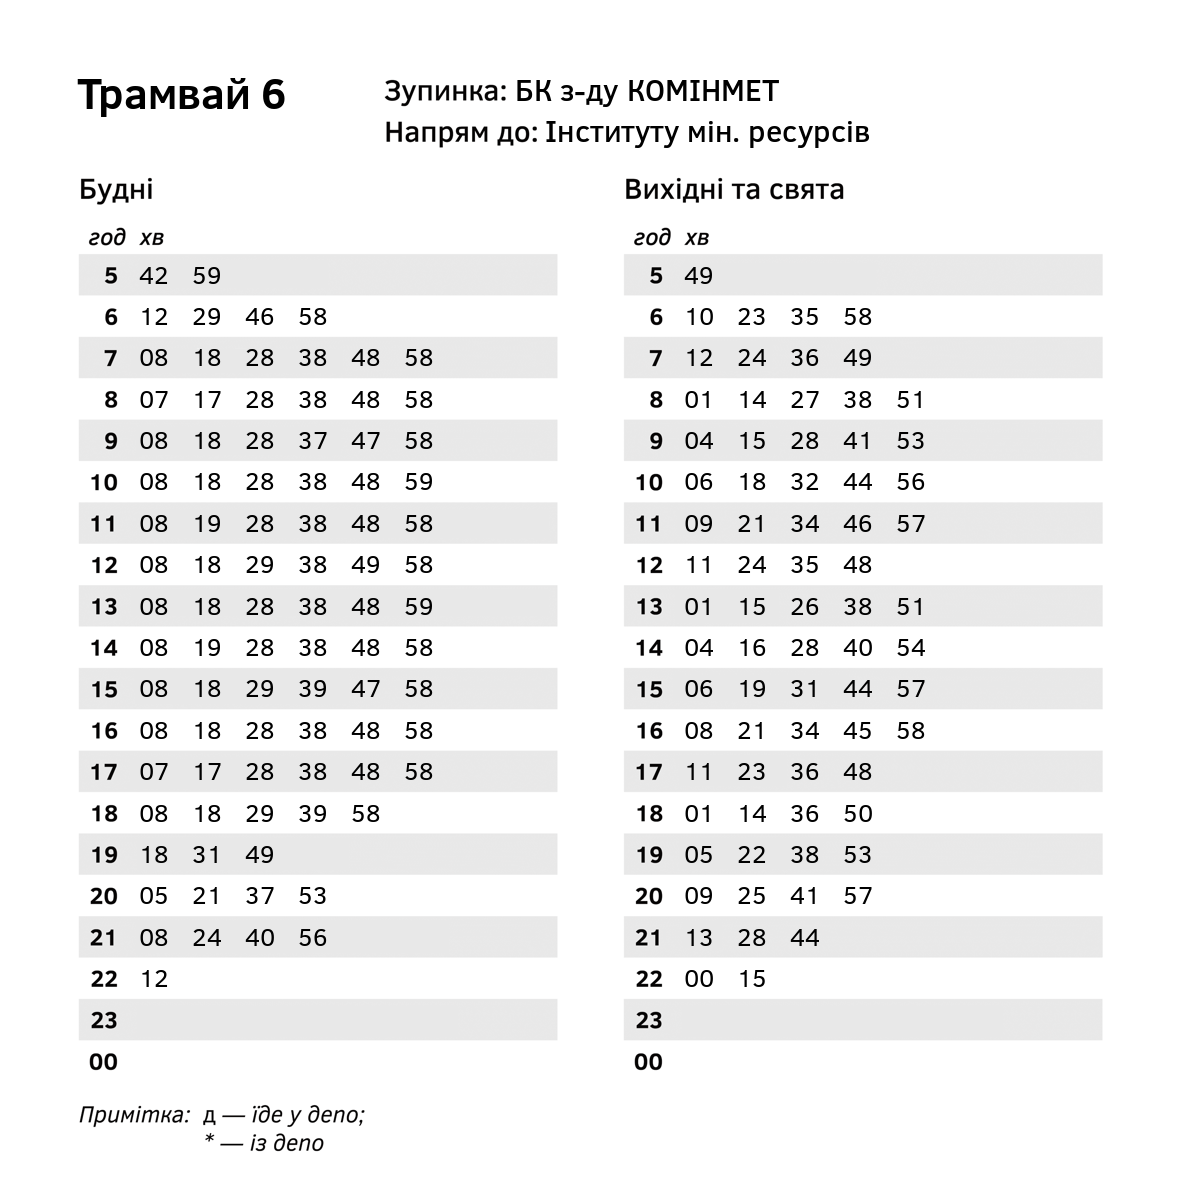 Трамвай 6
Зупинка: БК з-ду КОМІНМЕТ
Напрям до: Інституту мін. ресурсів
Будні
год хв
5 42 59
6 12 29 46 58
7 08 18 28 38 48 58
8 07 17 28 38 48 58
9 08 18 28 37 47 58
10 08 18 28 38 48 59
11 08 19 28 38 48 58
12 08 18 29 38 49 58
13 08 18 28 38 48 59
14 08 19 28 38 48 58
15 08 18 29 39 47 58
16 08 18 28 38 48 58
17 07 17 28 38 48 58
18 08 18 29 39 58
19 18 31 49
20 05 21 37 53
21 08 24 40 56
22 12
23
00
Вихідні та свята
год хв
5 49
6 10 23 35 58
7 12 24 36 49
8 01 14 27 38 51
9 04 15 28 41 53
10 06 18 32 44 56
11 09 21 34 46 57
12 11 24 35 48
13 01 15 26 38 51
14 04 16 28 40 54
15 06 19 31 44 57
16 08 21 34 45 58
17 11 23 36 48
18 01 14 36 50
19 05 22 38 53
20 09 25 41 57
21 13 28 44
22 00 15
23
00
Примітка: д — їде у депо;
* — із депо